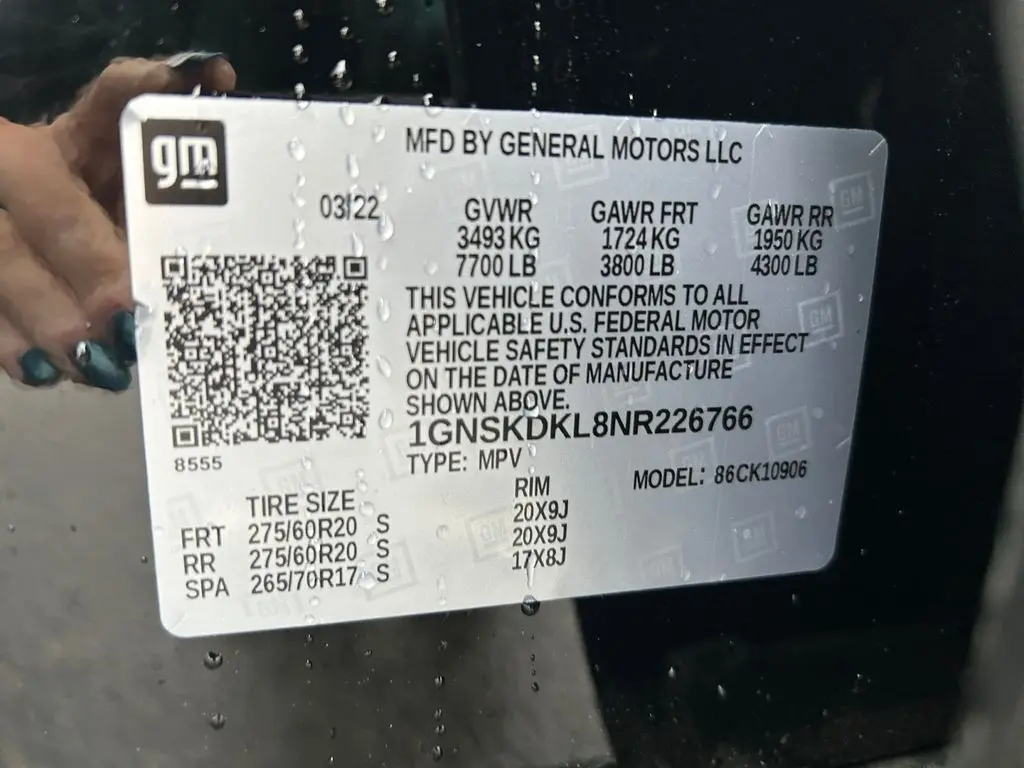 gm
MFD BY GENERAL MOTORS LLC
03/22
GVWR GAWR FRT GAWR RR
3493 KG 1724 KG 1950 KG
7700 LB 3800 LB 4300 LB
THIS VEHICLE CONFORMS TO ALL
APPLICABLE U.S. FEDERAL MOTOR
VEHICLE SAFETY STANDARDS IN EFFECT
ON THE DATE OF MANUFACTURE
SHOWN ABOVE.
1GNSKDKL8NR226766
8555
TYPE: MPV MODEL: 86CK10906
TIRE SIZE RIM
FRT 275/60R20 S 20X9J
RR 275/60R20 S 20X9J
SPA 265/70R17 S 17X8J